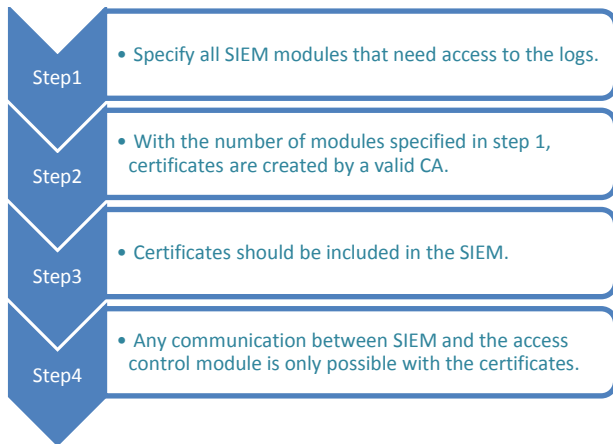 Step1
• Specify all SIEM modules that need access to the logs.
Step2
• With the number of modules specified in step 1,
certificates are created by a valid CA.
Step3
• Certificates should be included in the SIEM.
Step4
• Any communication between SIEM and the access
control module is only possible with the certificates.